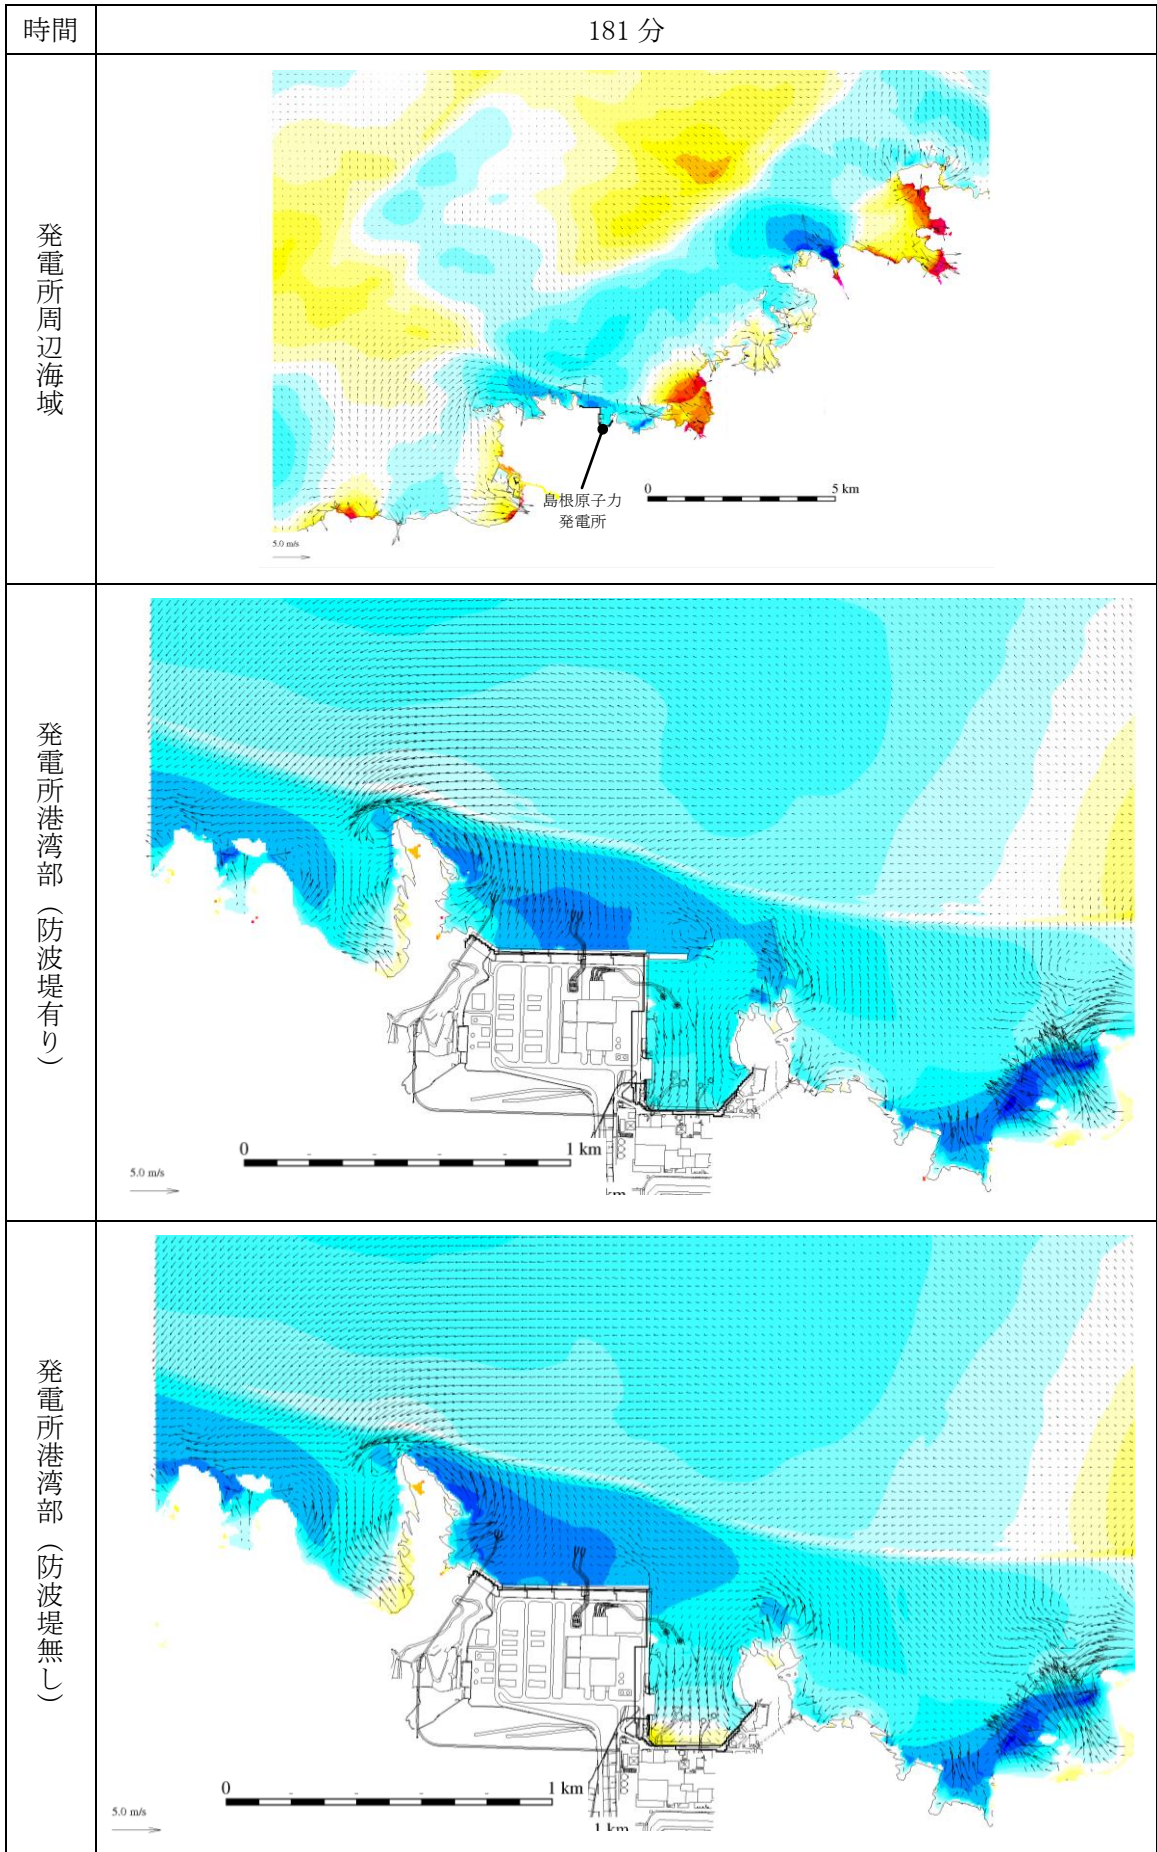 時間
181 分
発電所周辺海域
島根原子力
発電所
0
5 km
5.0 m/s
発電所港湾部（防波堤有り）
0
1 km
5.0 m/s
km
発電所港湾部（防波堤無し）
0
1 km
5.0 m/s
1 km